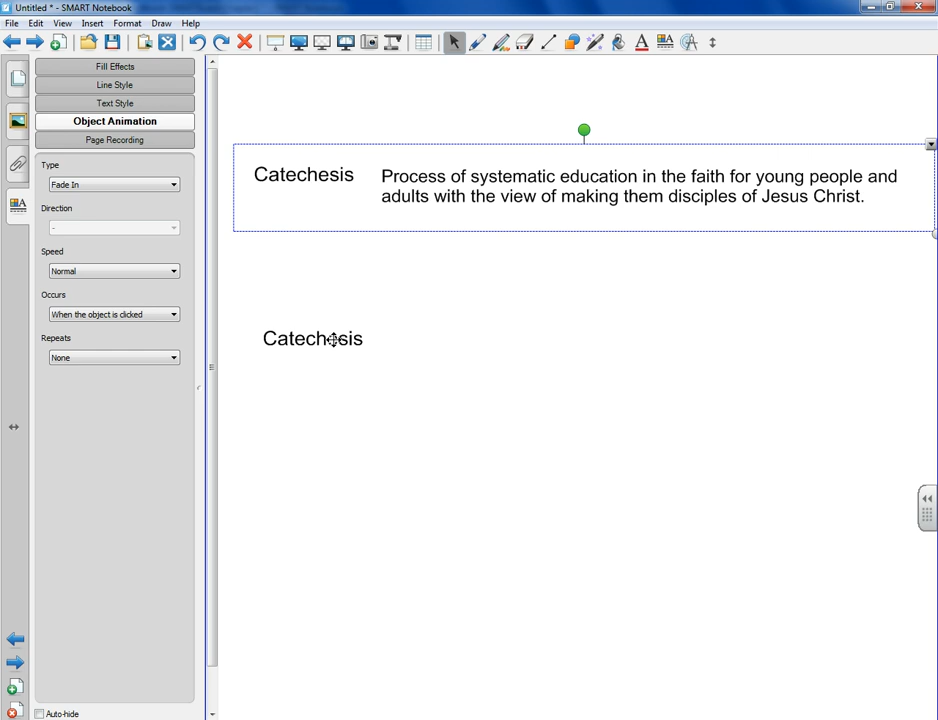 Untitled * - SMART Notebook
File Edit View Insert Format Draw Help
Fill Effects
Line Style
Text Style
Object Animation
Page Recording
Type
Fade In
Direction
-
Speed
Normal
Occurs
When the object is clicked
Repeats
None
Auto-hide
Catechesis Process of systematic education in the faith for young people and
adults with the view of making them disciples of Jesus Christ.
Catechesis